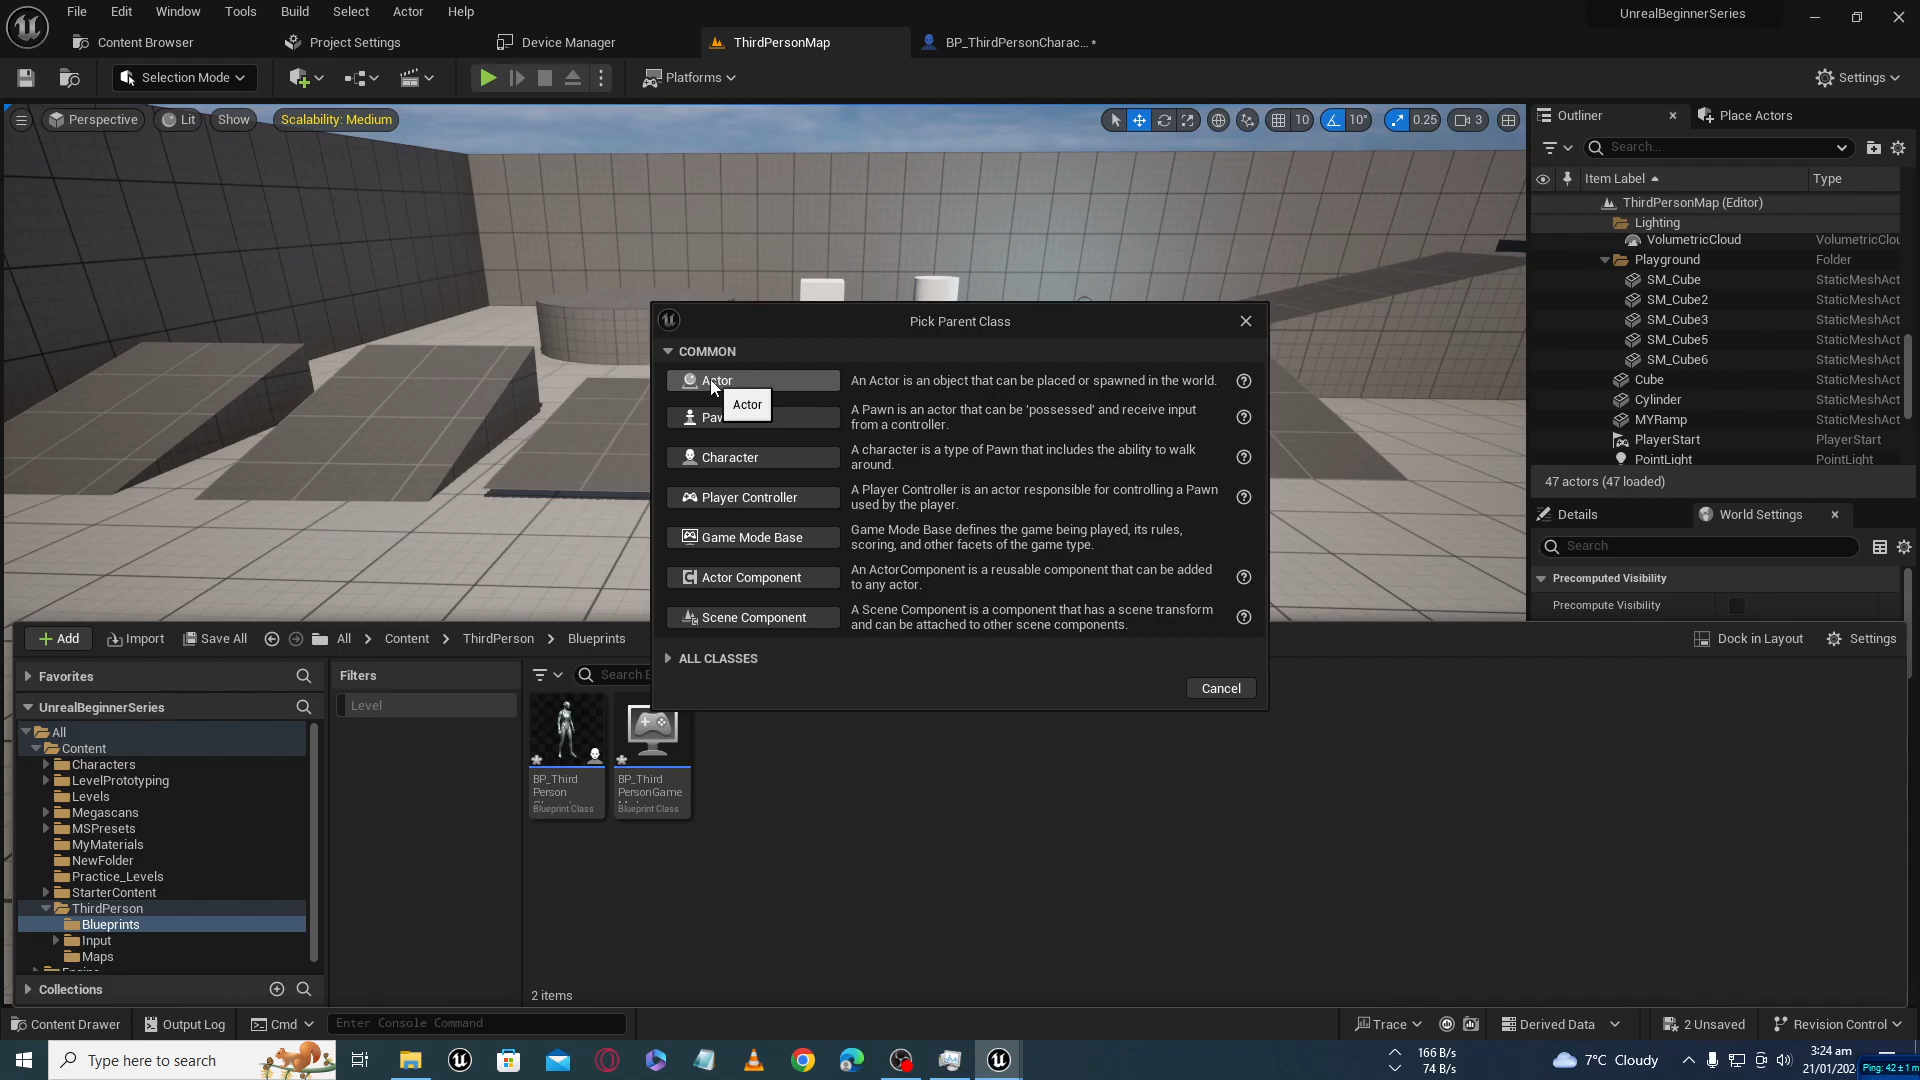 File Edit Window Tools Build Select Actor Help
UnrealBeginnerSeries
Content Browser
Project Settings
Device Manager
ThirdPersonMap
BP_ThirdPersonCharac... *
Selection Mode
Platforms
Settings
Perspective
Lit
Show
Scalability: Medium
10
10°
0.25
3
Outliner
Place Actors
Search...
Item Label
Type
ThirdPersonMap (Editor)
Lighting
VolumetricCloud VolumetricClou
Playground Folder
SM_Cube StaticMeshAct
SM_Cube2 StaticMeshAct
SM_Cube3 StaticMeshAct
SM_Cube5 StaticMeshAct
SM_Cube6 StaticMeshAct
Cube StaticMeshAct
Cylinder StaticMeshAct
MYRamp StaticMeshAct
PlayerStart PlayerStart
PointLight PointLight
47 actors (47 loaded)
Details
World Settings
Search
Precomputed Visibility
Precompute Visibility
Pick Parent Class
COMMON
Actor
An Actor is an object that can be placed or spawned in the world.
Actor
A Pawn is an actor that can be 'possessed' and receive input
from a controller.
Character
A character is a type of Pawn that includes the ability to walk
around.
Player Controller
A Player Controller is an actor responsible for controlling a Pawn
used by the player.
Game Mode Base
Game Mode Base defines the game being played, its rules,
scoring, and other facets of the game type.
Actor Component
An ActorComponent is a reusable component that can be added
to any actor.
Scene Component
A Scene Component is a component that has a scene transform
and can be attached to other scene components.
ALL CLASSES
Cancel
Add
Import
Save All
All
Content
ThirdPerson
Blueprints
Dock in Layout
Settings
Favorites
UnrealBeginnerSeries
All
Content
Characters
LevelPrototyping
Levels
Megascans
MSPresets
MyMaterials
NewFolder
Practice_Levels
StarterContent
ThirdPerson
Blueprints
Input
Maps
Collections
Filters
Level
BP_Third
Person
Blueprint Class
BP_Third
PersonGame
Blueprint Class
2 items
Content Drawer
Output Log
Cmd
Enter Console Command
Trace
Derived Data
2 Unsaved
Revision Control
Type here to search
166 B/s
74 B/s
7°C Cloudy
3:24 am
21/01/202
Ping: 42 ± 1 m